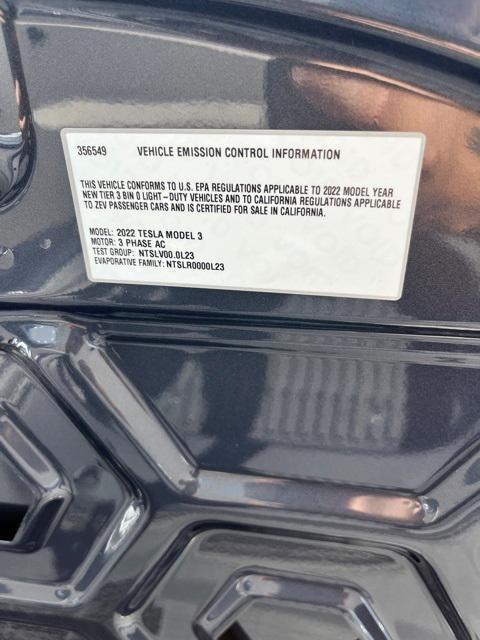 356549 VEHICLE EMISSION CONTROL INFORMATION
THIS VEHICLE CONFORMS TO U.S. EPA REGULATIONS APPLICABLE TO 2022 MODEL YEAR
NEW TIER 3 BIN 0 LIGHT-DUTY VEHICLES AND TO CALIFORNIA REGULATIONS APPLICABLE
TO ZEV PASSENGER CARS AND IS CERTIFIED FOR SALE IN CALIFORNIA.
MODEL: 2022 TESLA MODEL 3
MOTOR: 3 PHASE AC
TEST GROUP: NTSLV00.0L23
EVAPORATIVE FAMILY: NTSLR0000L23